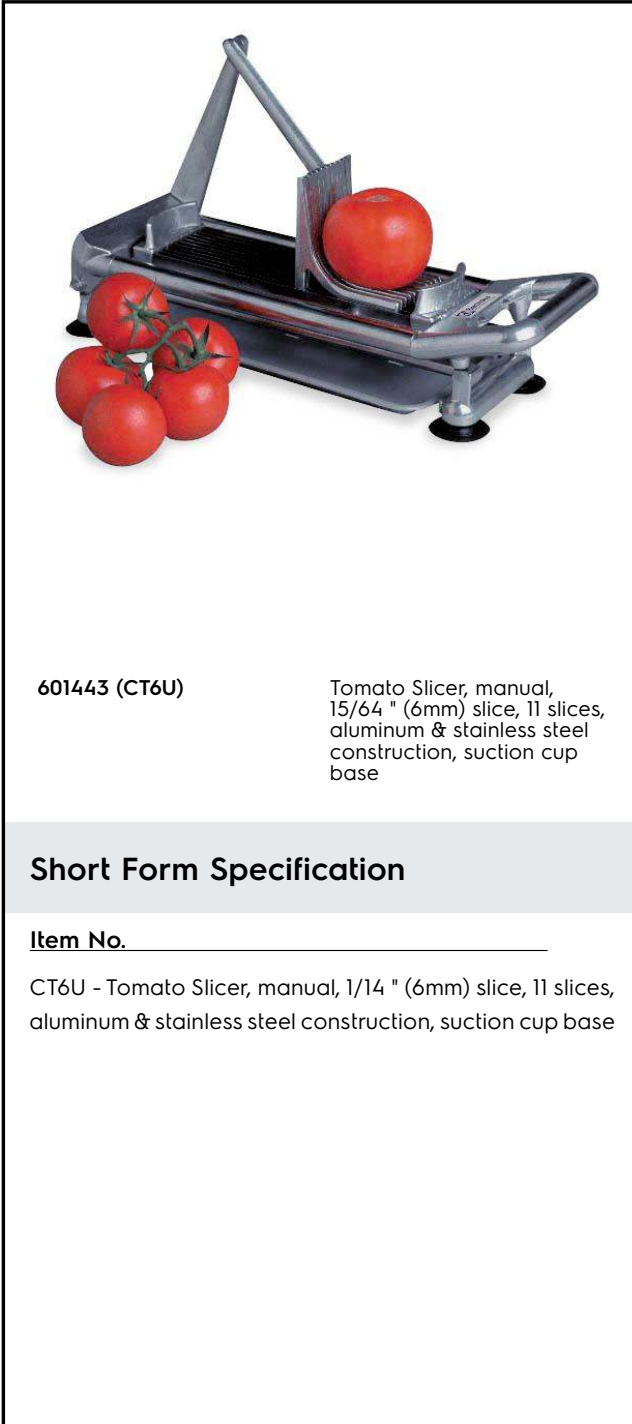 601443 (CT6U)
Tomato Slicer, manual,
15/64 " (6mm) slice, 11 slices,
aluminum & stainless steel
construction, suction cup
base
Short Form Specification
Item No.
CT6U - Tomato Slicer, manual, 1/14 " (6mm) slice, 11 slices,
aluminum & stainless steel construction, suction cup base